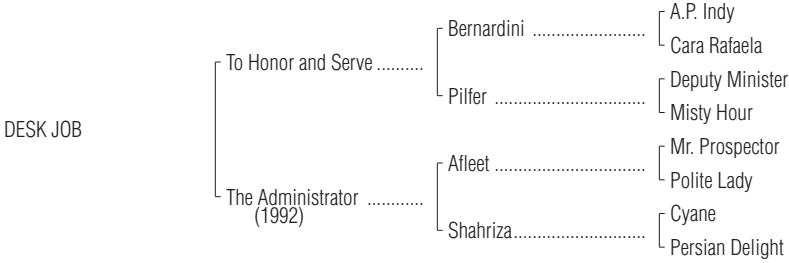 A.P. Indy
Bernardini ........................
Cara Rafaela
To Honor and Serve ..........
Deputy Minister
Pilfer ................................
Misty Hour
DESK JOB
Mr. Prospector
Afleet ................................
Polite Lady
The Administrator ............
(1992)
Cyane
Shahriza............................
Persian Delight